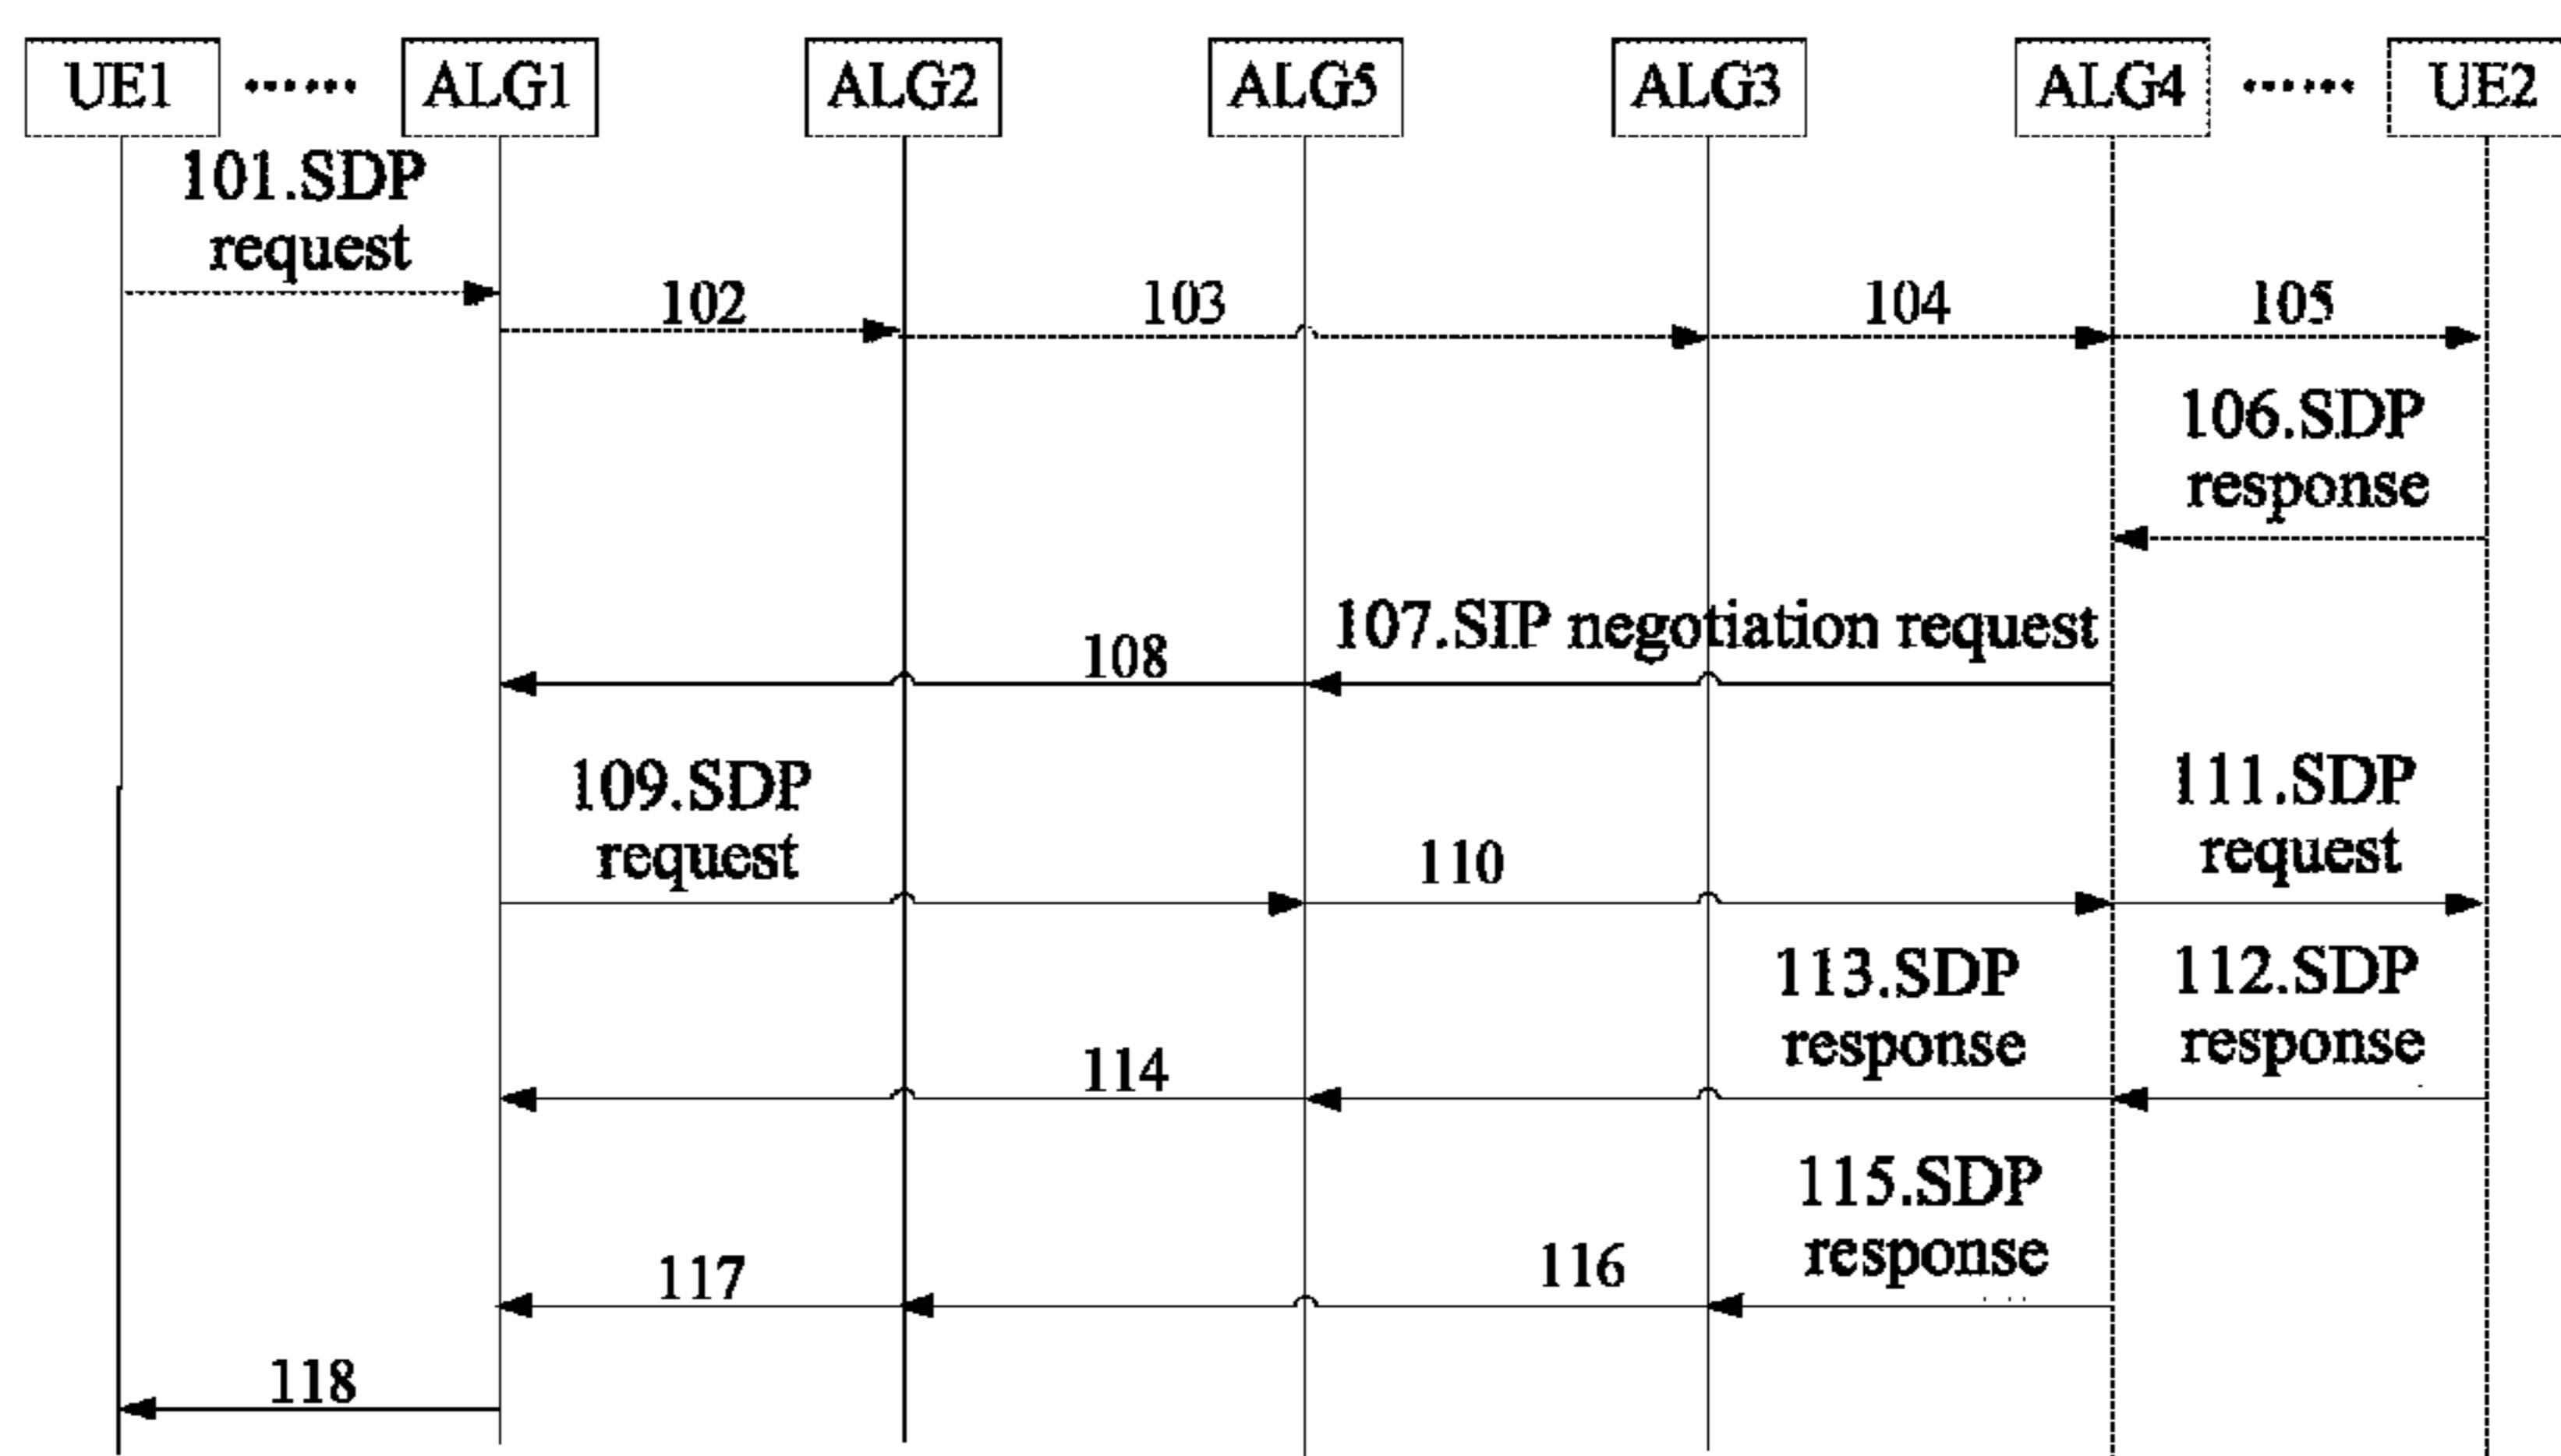 UE1 ...... ALG1 ALG2 ALG5 ALG3 ALG4 ...... UE2
101.SDP
request
102 103 104 105
106.SDP
response
107.SIP negotiation request
108
109.SDP
request
110
111.SDP
request
112.SDP
response
113.SDP
response
114
115.SDP
response
116
117
118